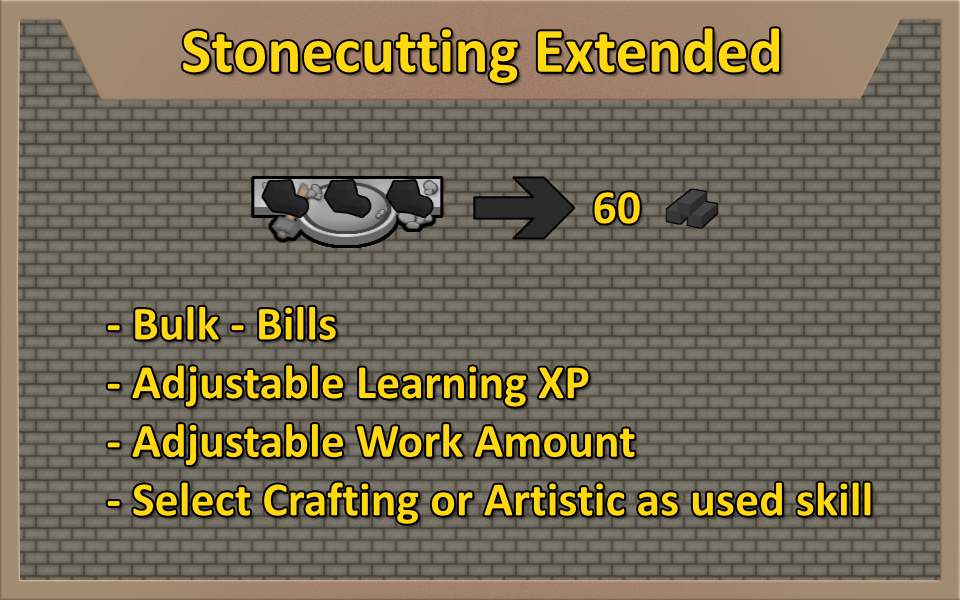 Stonecutting Extended
60
- Bulk - Bills
- Adjustable Learning XP
- Adjustable Work Amount
- Select Crafting or Artistic as used skill